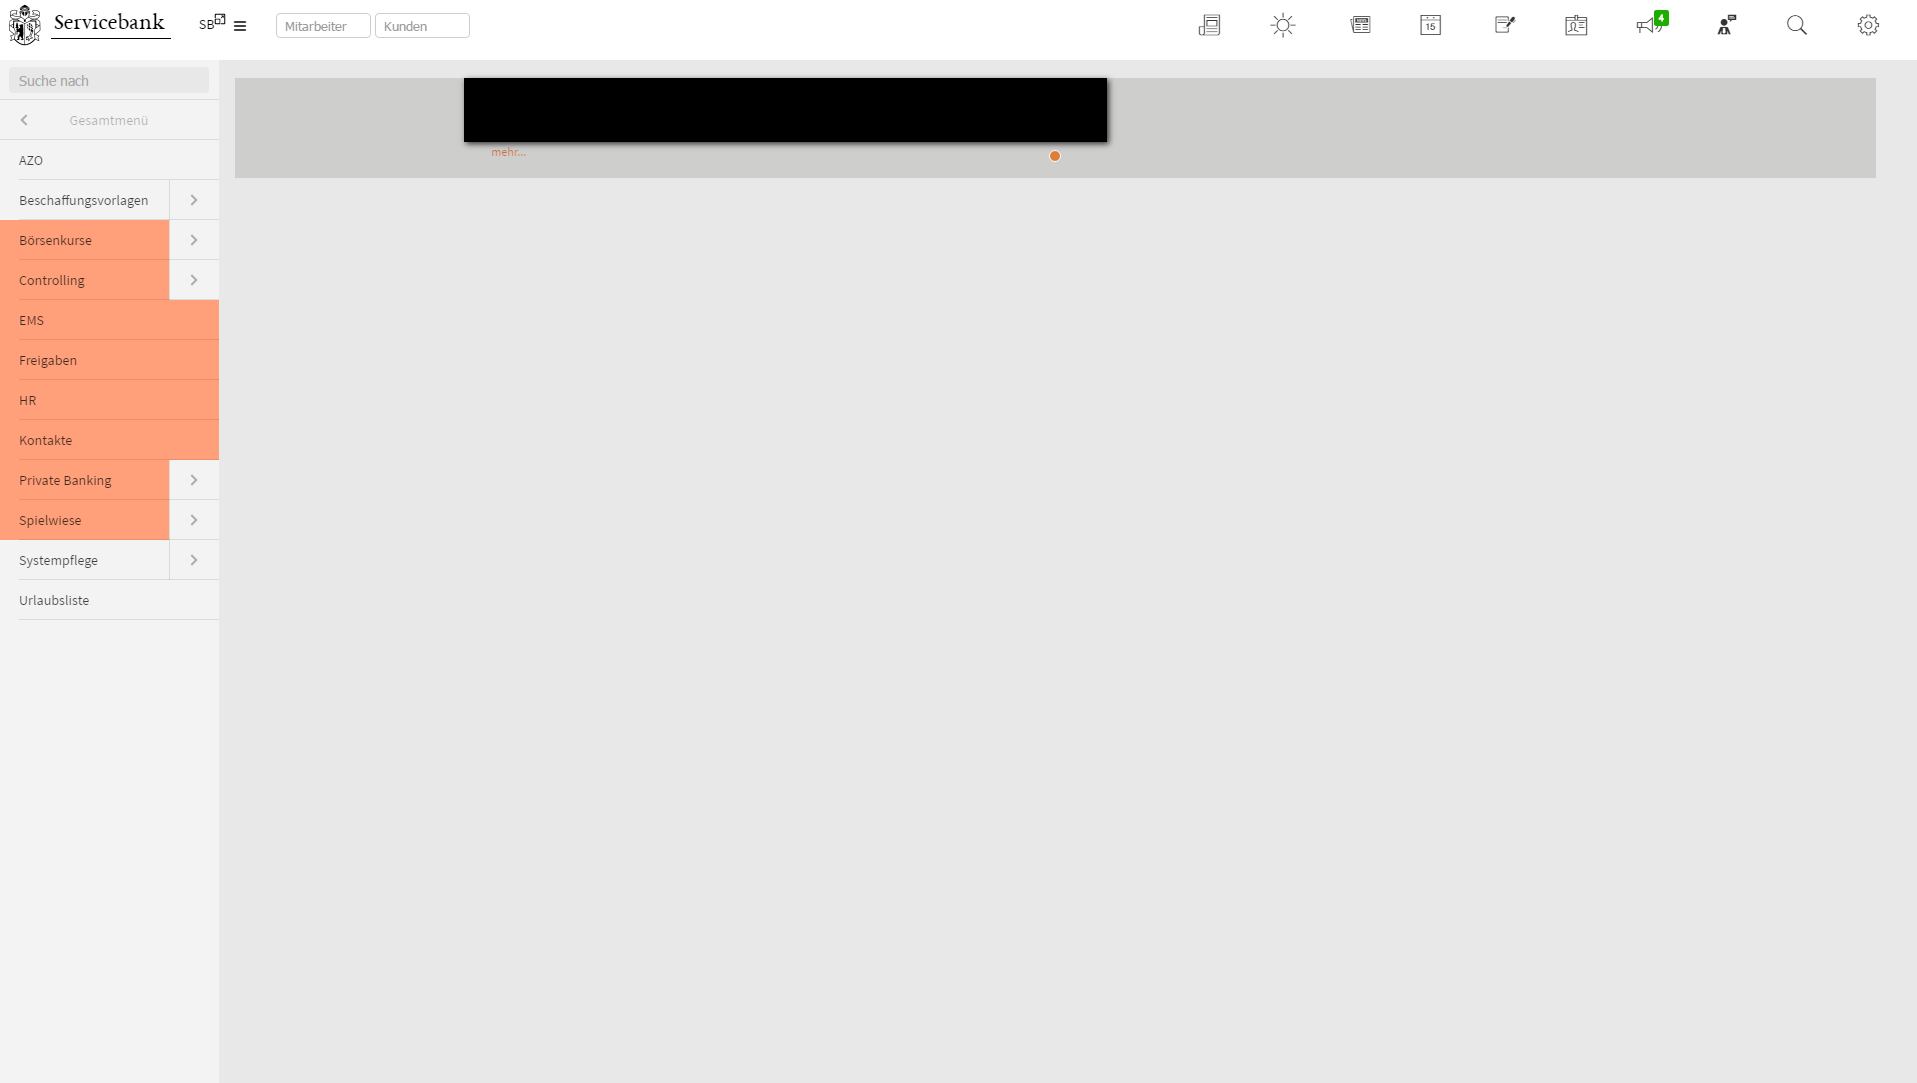 Servicebank
SB
Mitarbeiter
Kunden
15
4
Suche nach
Gesamtmenü
mehr...
AZO
Beschaffungsvorlagen
Börsenkurse
Controlling
EMS
Freigaben
HR
Kontakte
Private Banking
Spielwiese
Systempflege
Urlaubsliste